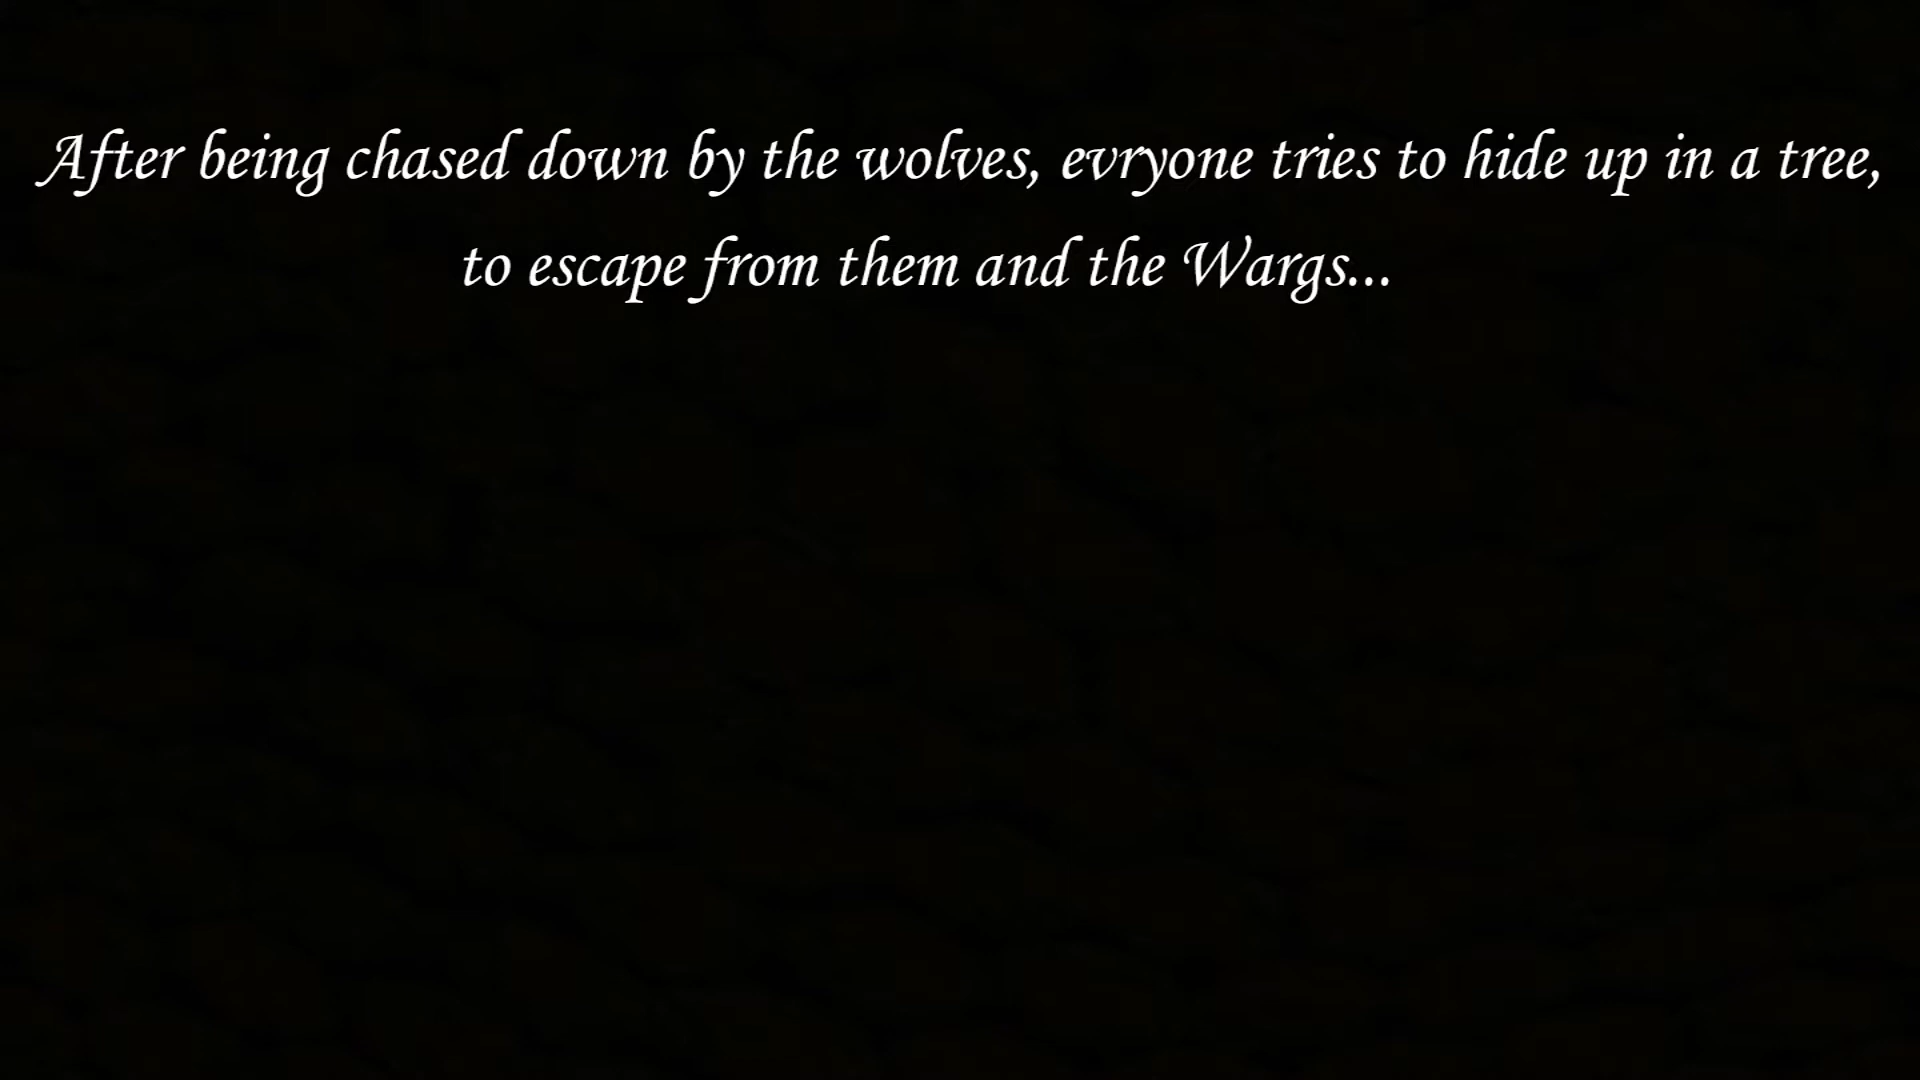 After being chased down by the wolves, evryone tries to hide up in a tree,
to escape from them and the Wargs...